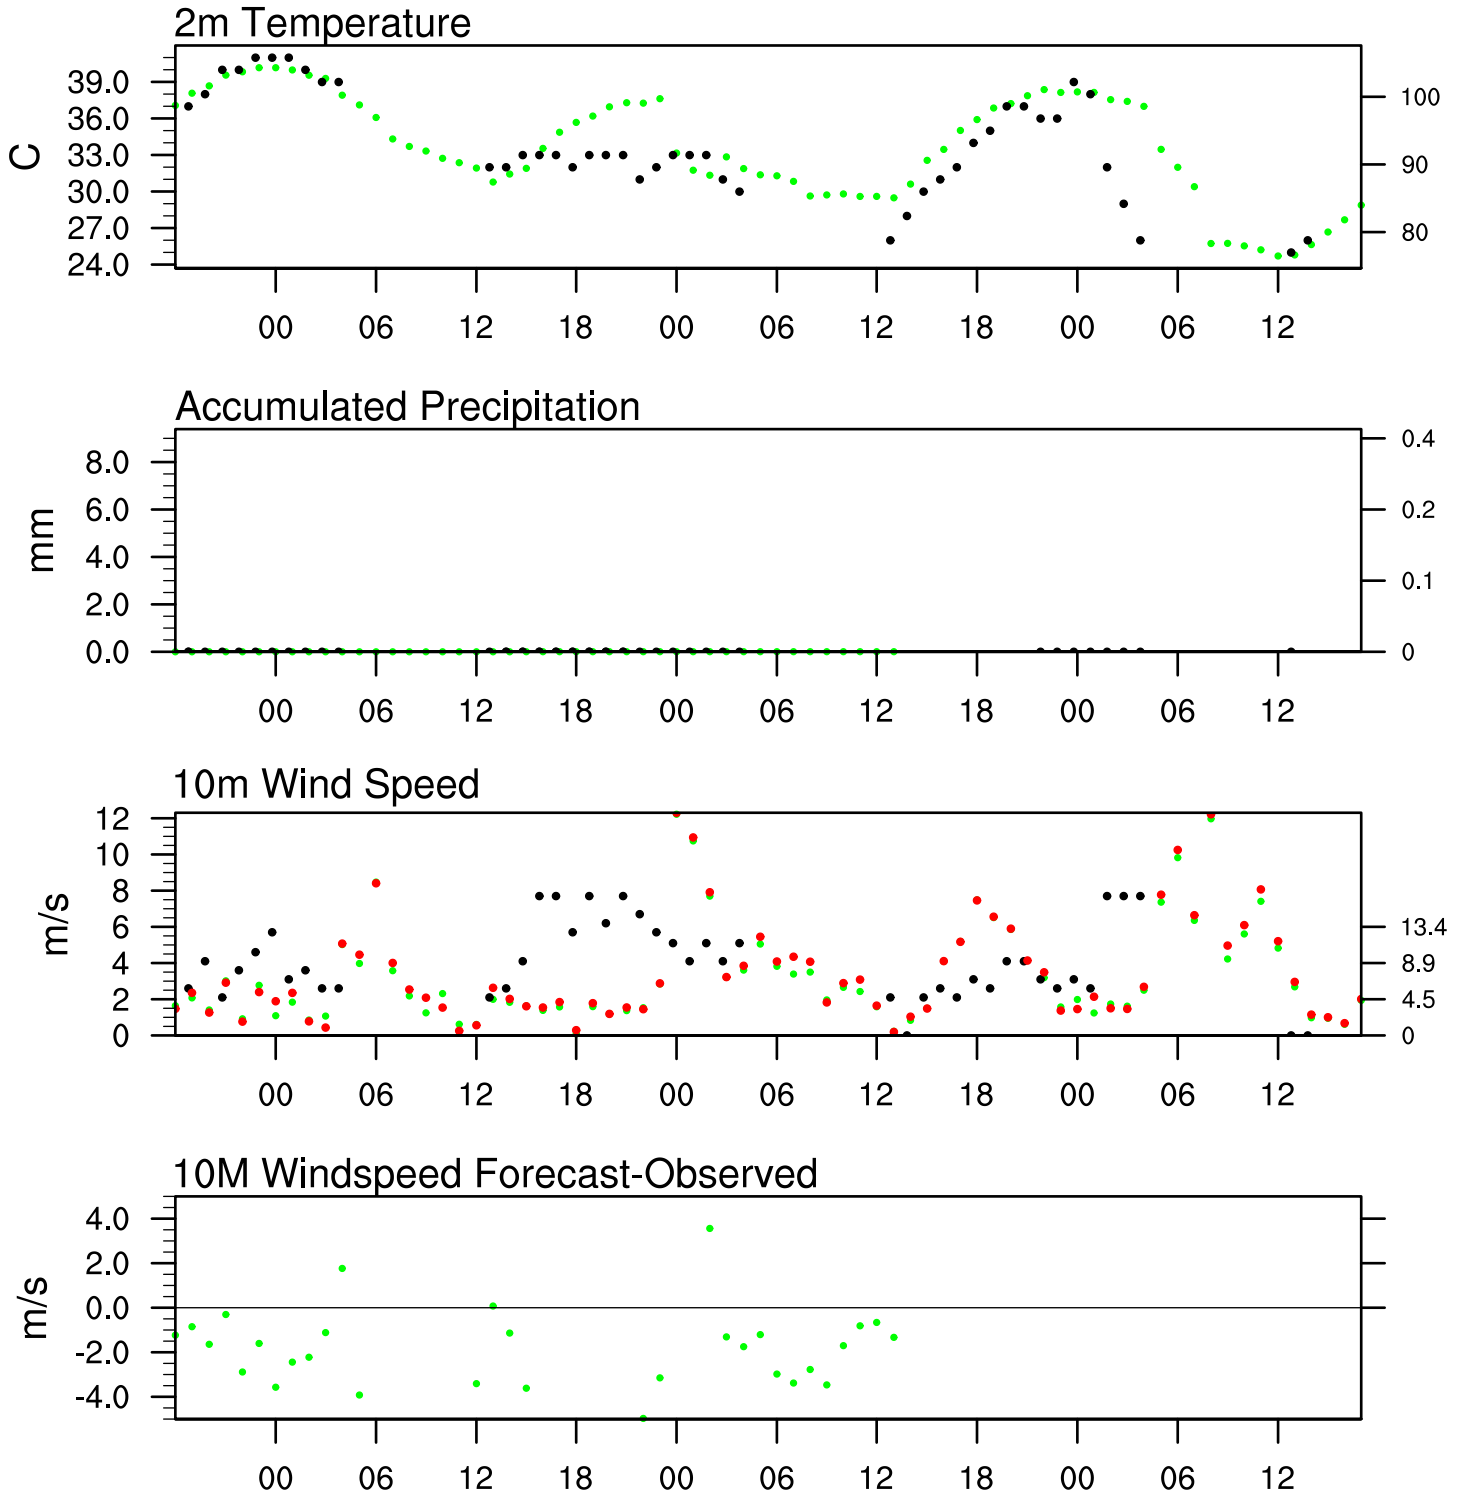 2m Temperature
C
39.0
36.0
33.0
30.0
27.0
24.0
100
90
80
00 06 12 18 00 06 12 18 00 06 12
Accumulated Precipitation
mm
8.0
6.0
4.0
2.0
0.0
0.4
0.2
0.1
0
00 06 12 18 00 06 12 18 00 06 12
10m Wind Speed
m/s
12
10
8
6
4
2
0
13.4
8.9
4.5
0
00 06 12 18 00 06 12 18 00 06 12
10M Windspeed Forecast-Observed
m/s
4.0
2.0
0.0
-2.0
-4.0
00 06 12 18 00 06 12 18 00 06 12